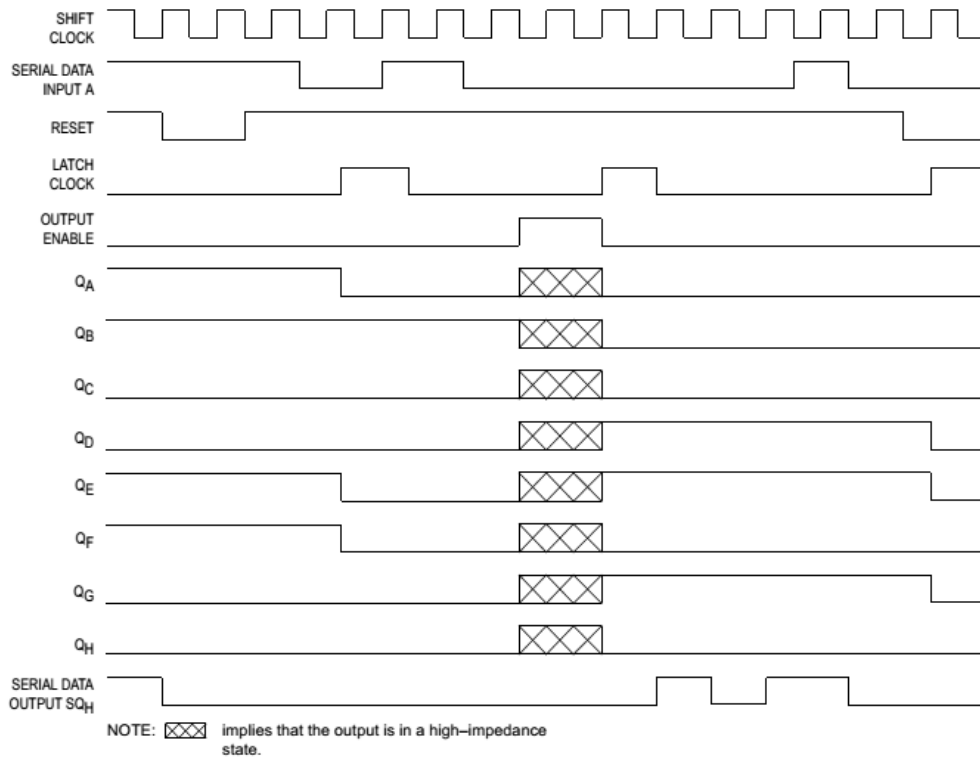 SHIFT
CLOCK
SERIAL DATA
INPUT A
RESET
LATCH
CLOCK
OUTPUT
ENABLE
QA
QB
QC
QD
QE
QF
QG
QH
SERIAL DATA
OUTPUT SQH
NOTE: implies that the output is in a high–impedance
state.